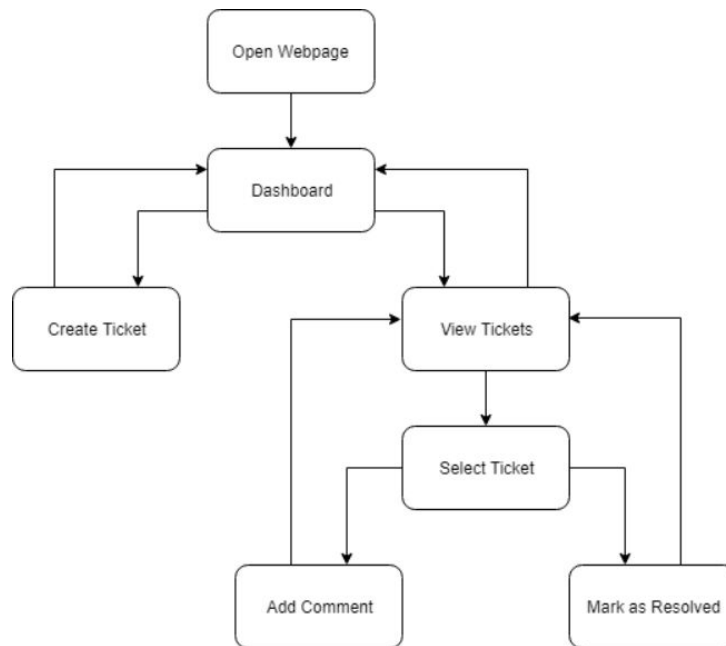 Open Webpage
Dashboard
Create Ticket
View Tickets
Select Ticket
Add Comment
Mark as Resolved